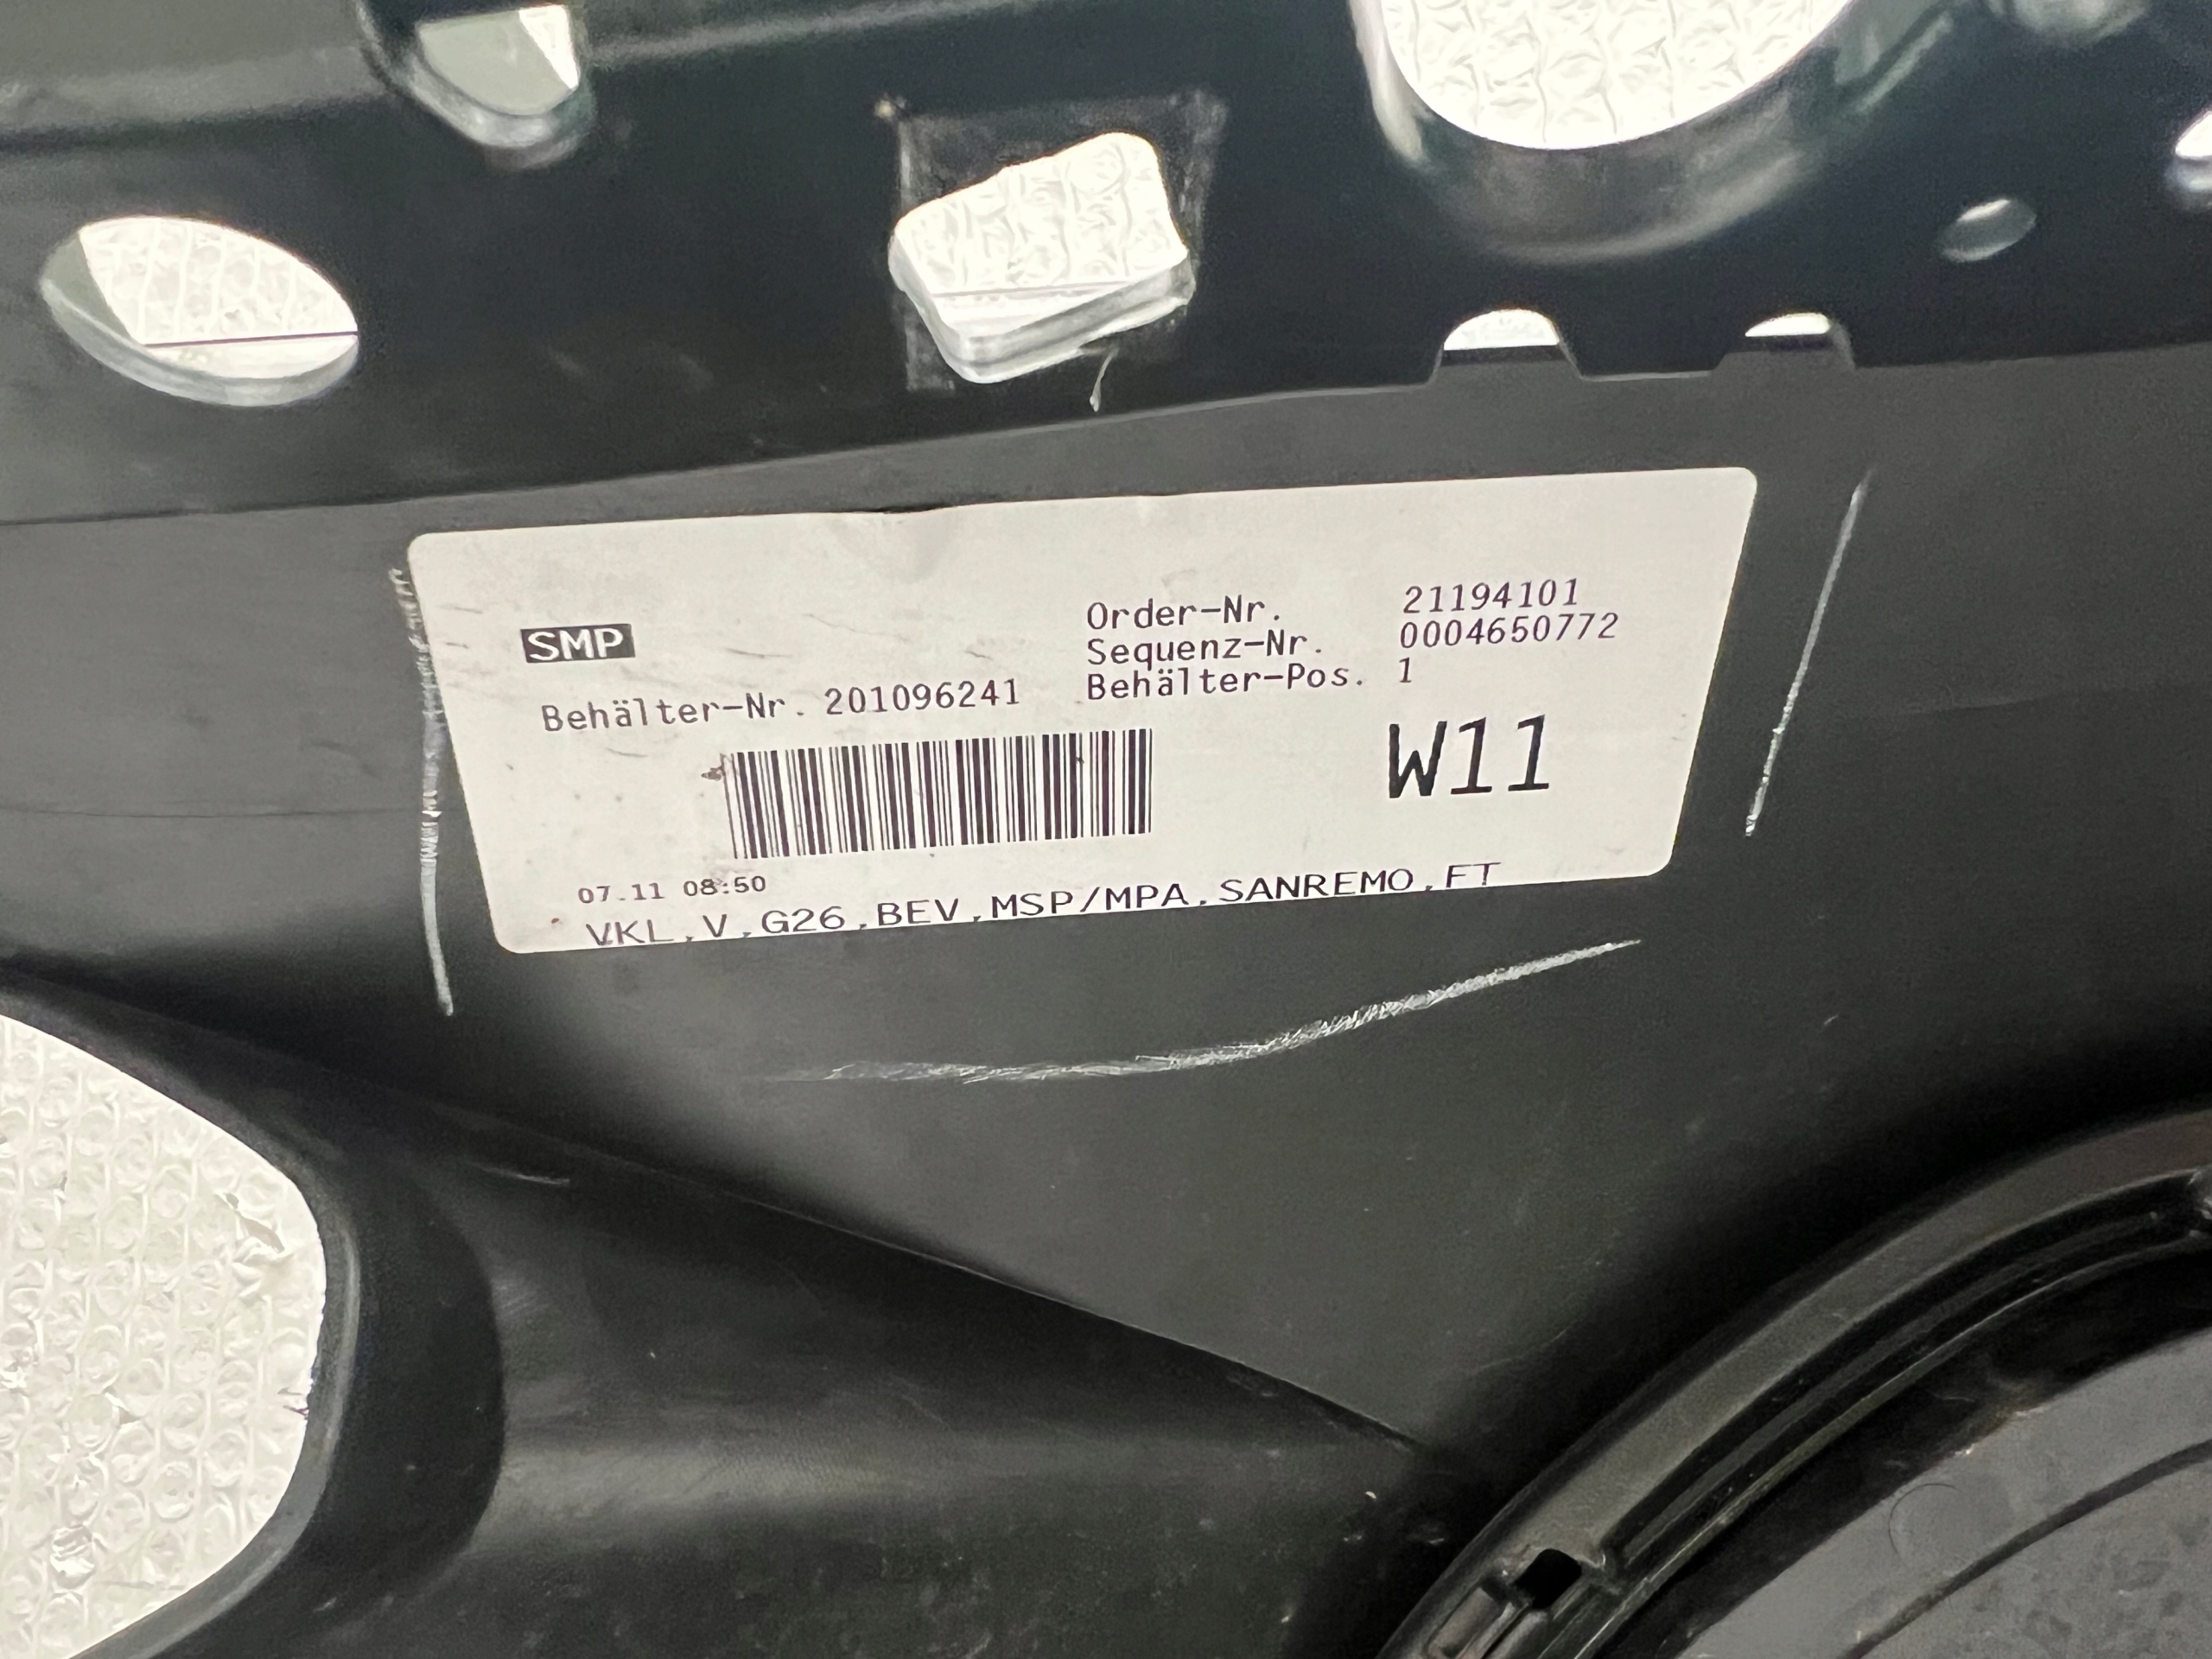 SMP
Order-Nr. 21194101
Sequenz-Nr. 0004650772
Behälter-Nr. 201096241
Behälter-Pos. 1
W11
07.11 08:50
VKL,V,G26,BEV,MSP/MPA,SANREMO,FT